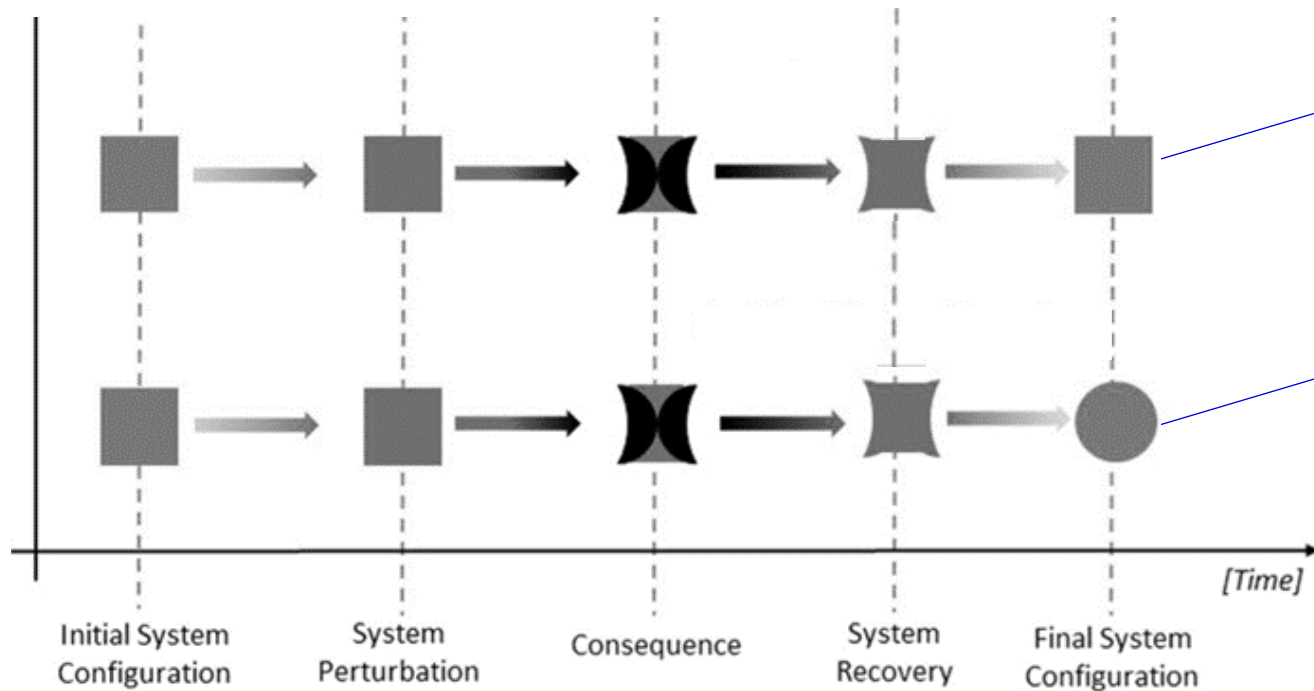 [Time]
Initial System
Configuration
System
Perturbation
Consequence
System
Recovery
Final System
Configuration